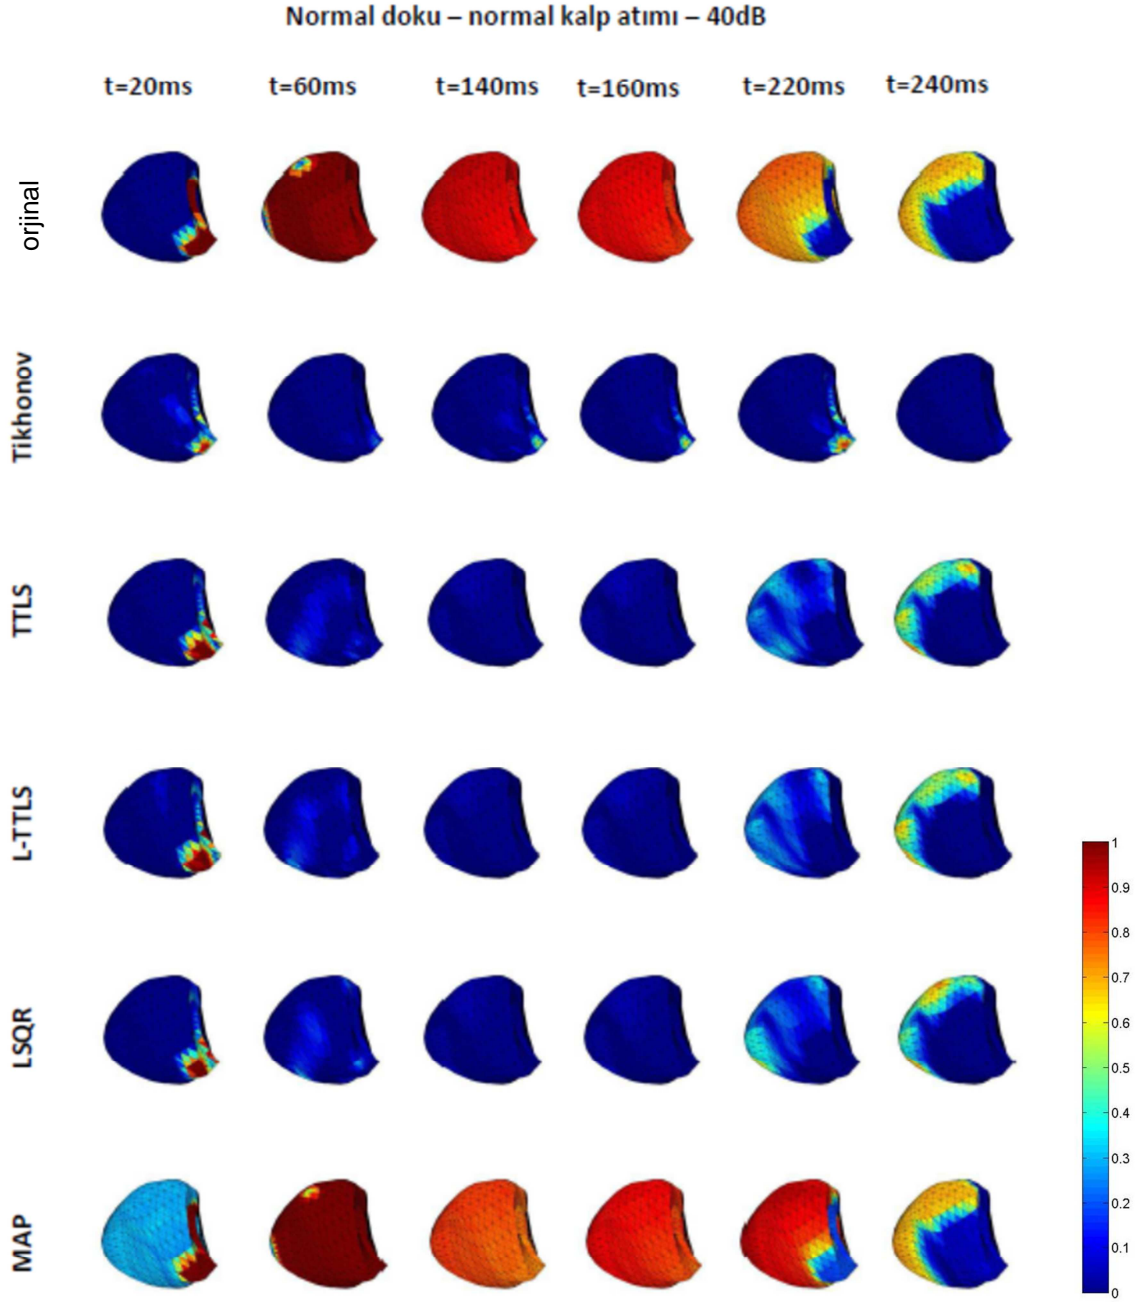 Normal doku – normal kalp atımı – 40dB
t=20ms t=60ms t=140ms t=160ms t=220ms t=240ms
orjinal
Tikhonov
TTLS
L-TTLS
LSQR
MAP
1
0.9
0.8
0.7
0.6
0.5
0.4
0.3
0.2
0.1
0